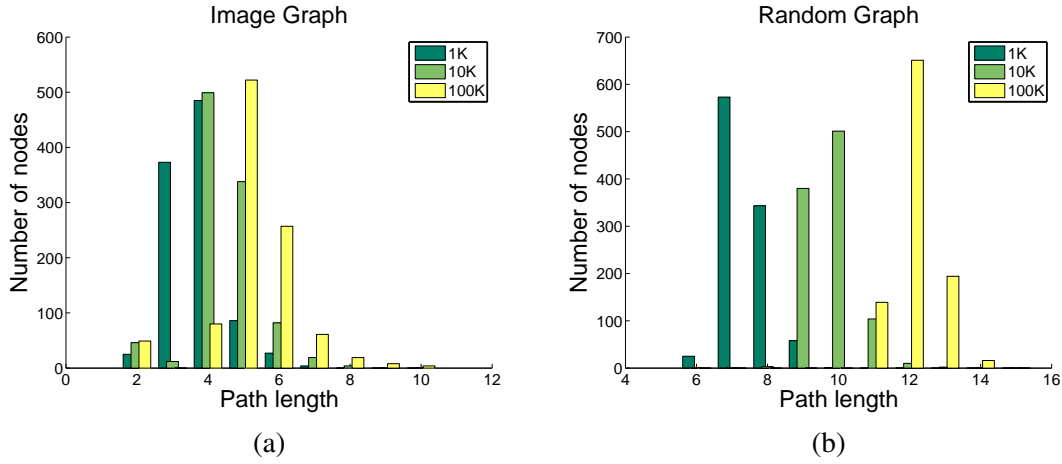 Image Graph
600
500
400
300
200
100
0
0 2 4 6 8 10 12
Number of nodes
Path length
1K
10K
100K
(a)
Random Graph
700
600
500
400
300
200
100
0
4 6 8 10 12 14 16
Number of nodes
Path length
1K
10K
100K
(b)